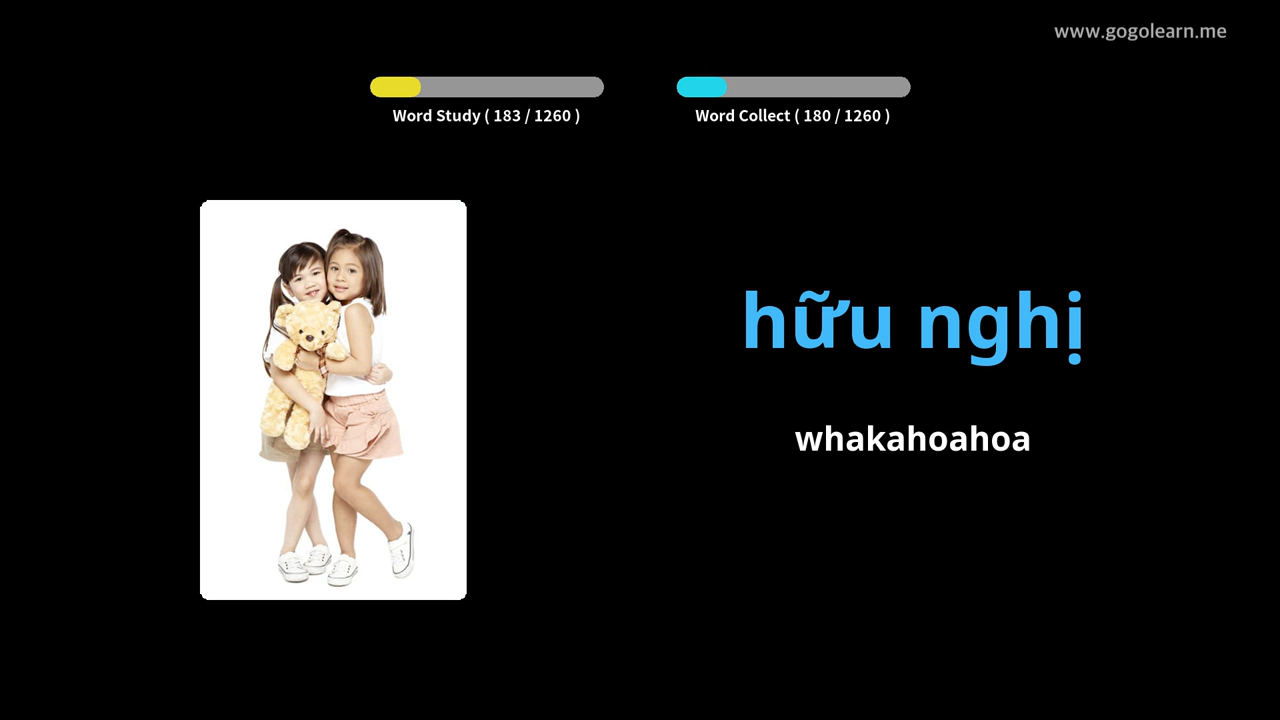 www.gogolearn.me
Word Study ( 183 / 1260 )
Word Collect ( 180 / 1260 )
hữu nghị
whakahoahoa